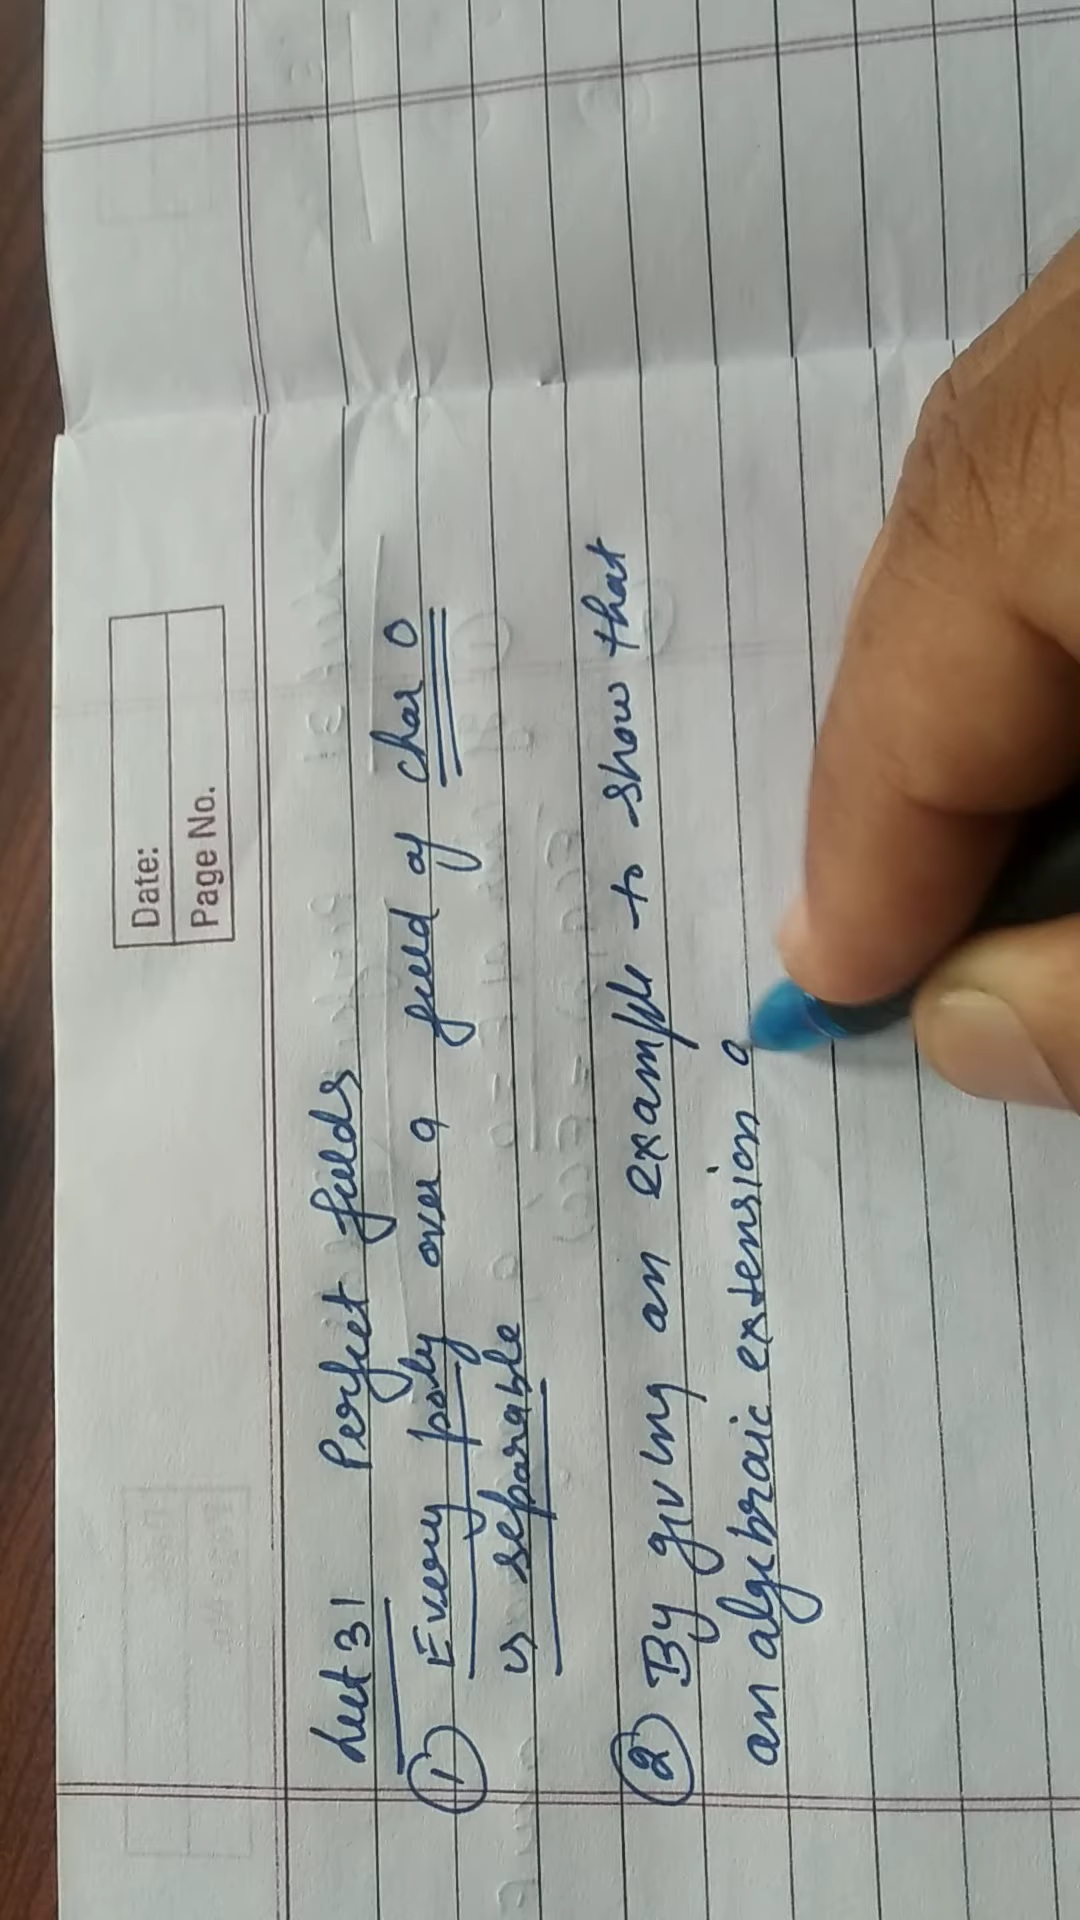 Date:
Page No.
Lect 31 Perfect fields
① Every poly over a field of char 0
is separable
② By giving an example to show that
an algebraic extension o